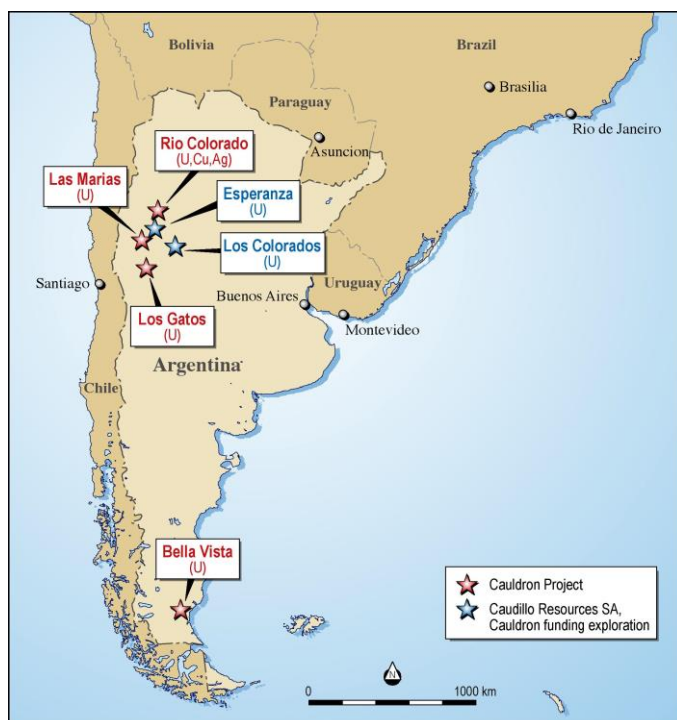 Bolivia
Brazil
Brasilia
Paraguay
Rio de Janeiro
Rio Colorado
(U,Cu,Ag)
Asuncion
Las Marias
(U)
Esperanza
(U)
Los Colorados
(U)
Santiago
Uruguay
Buenos Aires
Los Gatos
(U)
Montevideo
Argentina
Chile
Bella Vista
(U)
Cauldron Project
Caudillo Resources SA,
Cauldron funding exploration
N
0
1000 km